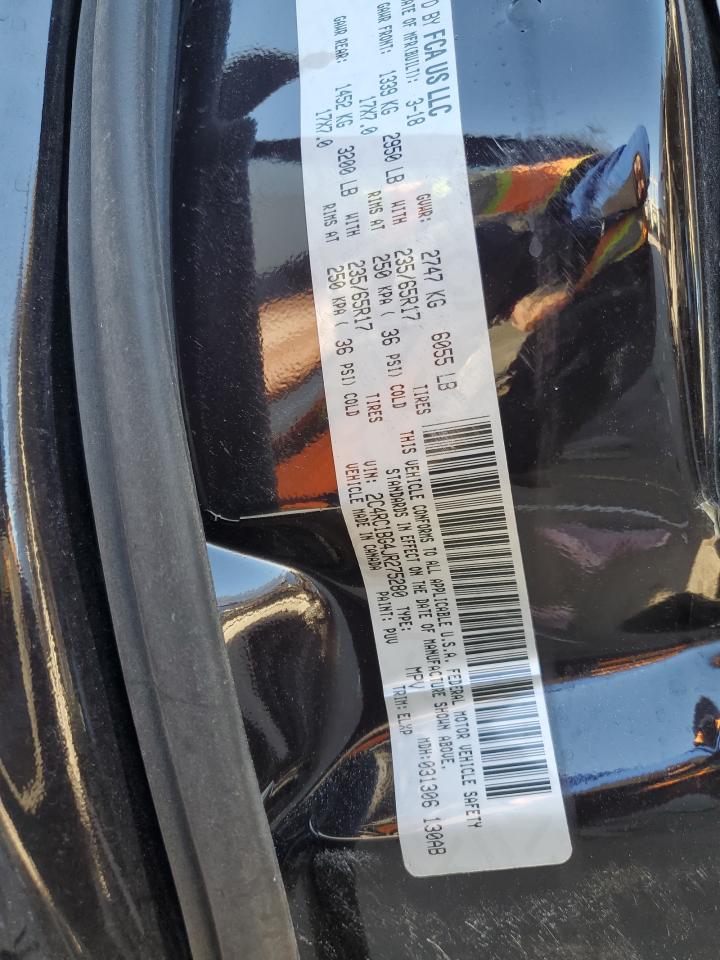 D BY FCA US LLC
DATE OF MFR(BUILT): 3-18 GVWR: 2747 KG 6055 LB
GAWR FRONT: 1339 KG 2950 LB WITH 235/65R17 TIRES
17X7.0 RIMS AT 250 KPA ( 36 PSI) COLD
GAWR REAR: 1452 KG 3200 LB WITH 235/65R17 TIRES
17X7.0 RIMS AT 250 KPA ( 36 PSI) COLD
THIS VEHICLE CONFORMS TO ALL APPLICABLE U.S.A. FEDERAL MOTOR VEHICLE SAFETY
STANDARDS IN EFFECT ON THE DATE OF MANUFACTURE SHOWN ABOVE.
VIN: 2C4RC1BG4JR275280 TYPE: MPV MDH:031306 130AB
VEHICLE MADE IN CANADA PAINT: PUV TRIM:ELXP